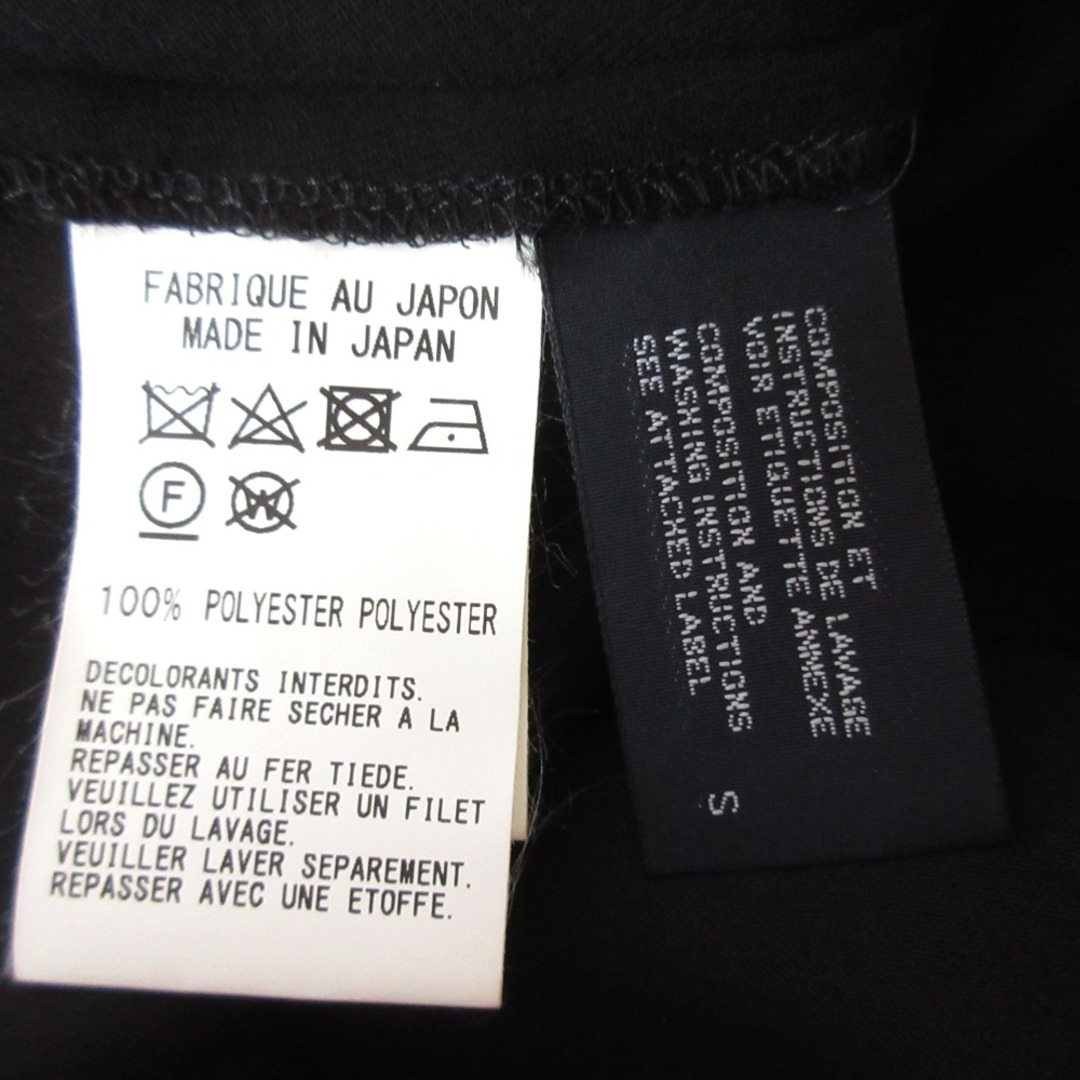 FABRIQUE AU JAPON
MADE IN JAPAN
F
W
100% POLYESTER POLYESTER
DECOLORANTS INTERDITS.
NE PAS FAIRE SECHER A LA
MACHINE.
REPASSER AU FER TIEDE.
VEUILLEZ UTILISER UN FILET
LORS DU LAVAGE.
VEUILLER LAVER SEPAREMENT.
REPASSER AVEC UNE ETOFFE.
COMPOSITION ET
INSTRUCTIONS DE LAVAGE
VOIR ETIQUETTE ANNEXE
COMPOSITION AND
WASHING INSTRUCTIONS
SEE ATTACHED LABEL
S